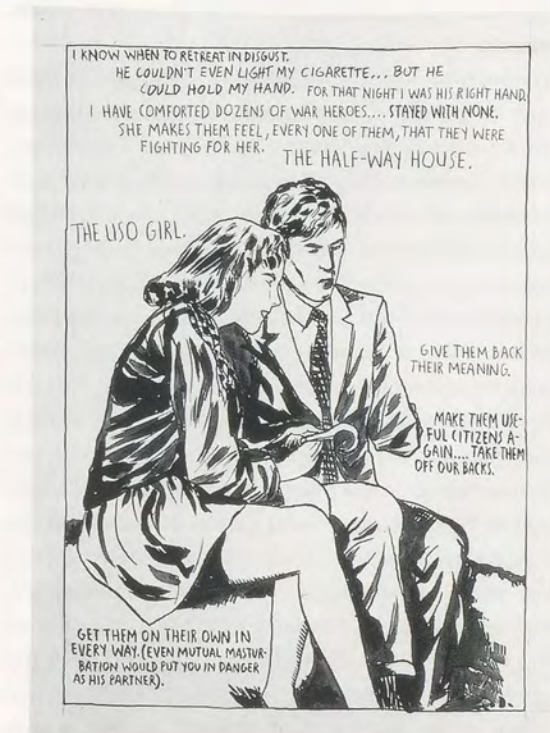 I KNOW WHEN TO RETREAT IN DISGUST.
HE COULDN'T EVEN LIGHT MY CIGARETTE... BUT HE
COULD HOLD MY HAND. FOR THAT NIGHT I WAS HIS RIGHT HAND.
I HAVE COMFORTED DOZENS OF WAR HEROES.... STAYED WITH NONE.
SHE MAKES THEM FEEL, EVERY ONE OF THEM, THAT THEY WERE
FIGHTING FOR HER. THE HALF-WAY HOUSE.
THE USO GIRL.
GIVE THEM BACK
THEIR MEANING.
MAKE THEM USE-
FUL CITIZENS A-
GAIN.... TAKE THEM
OFF OUR BACKS.
GET THEM ON THEIR OWN IN
EVERY WAY. (EVEN MUTUAL MASTUR-
BATION WOULD PUT YOU IN DANGER
AS HIS PARTNER).